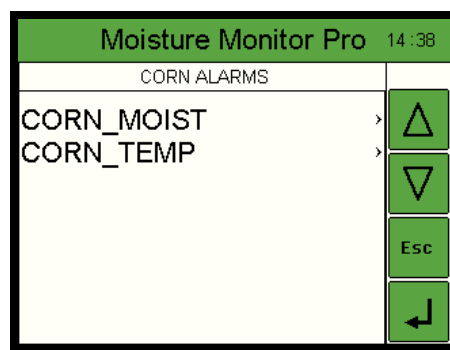 Moisture Monitor Pro 14:38
CORN ALARMS
CORN_MOIST >
CORN_TEMP >
Esc